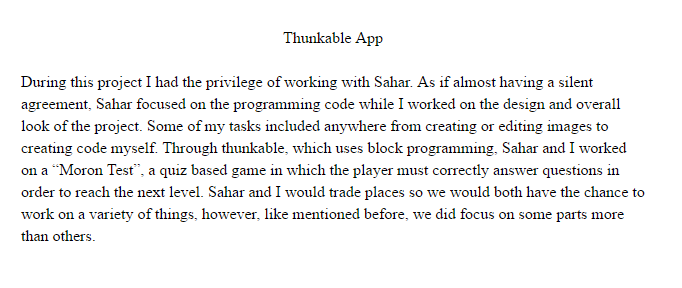 Thunkable App
During this project I had the privilege of working with Sahar. As if almost having a silent
agreement, Sahar focused on the programming code while I worked on the design and overall
look of the project. Some of my tasks included anywhere from creating or editing images to
creating code myself. Through thunkable, which uses block programming, Sahar and I worked
on a “Moron Test”, a quiz based game in which the player must correctly answer questions in
order to reach the next level. Sahar and I would trade places so we would both have the chance to
work on a variety of things, however, like mentioned before, we did focus on some parts more
than others.